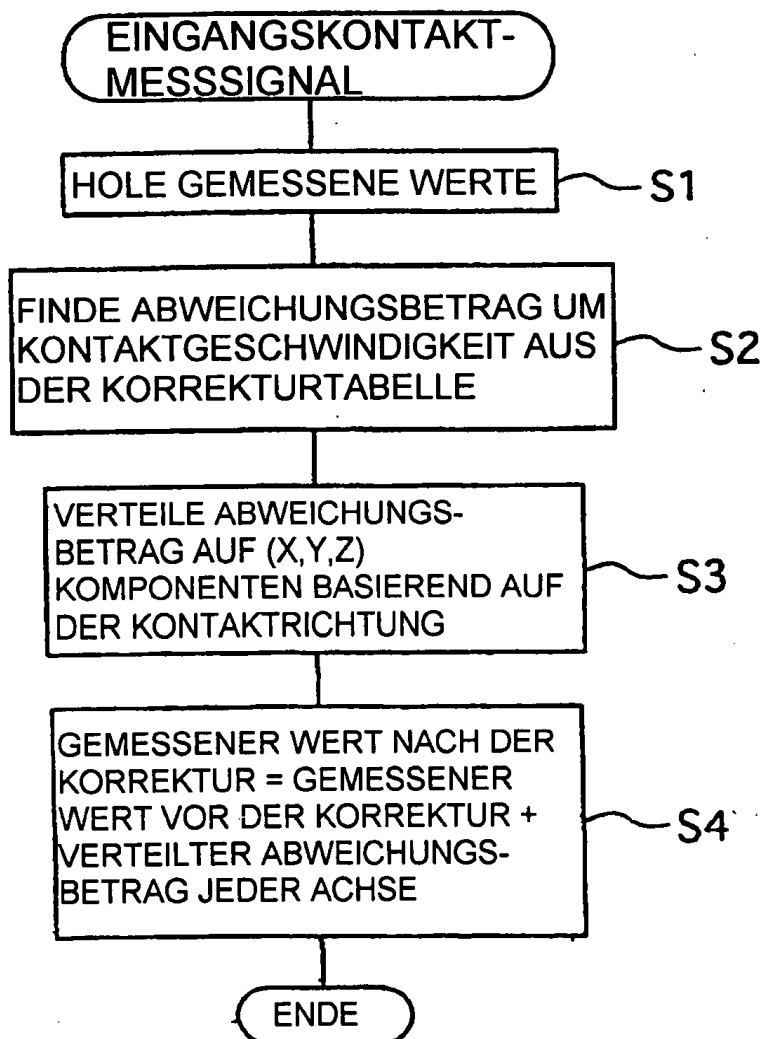 EINGANGSKONTAKT-
MESSSIGNAL
HOLE GEMESSENE WERTE
S1
FINDE ABWEICHUNGSBETRAG UM
KONTAKTGESCHWINDIGKEIT AUS
DER KORREKTURTABELLE
S2
VERTEILE ABWEICHUNGS-
BETRAG AUF (X,Y,Z)
KOMPONENTEN BASIEREND AUF
DER KONTAKTRICHTUNG
S3
GEMESSENER WERT NACH DER
KORREKTUR = GEMESSENER
WERT VOR DER KORREKTUR +
VERTEILTER ABWEICHUNGS-
BETRAG JEDER ACHSE
S4
ENDE